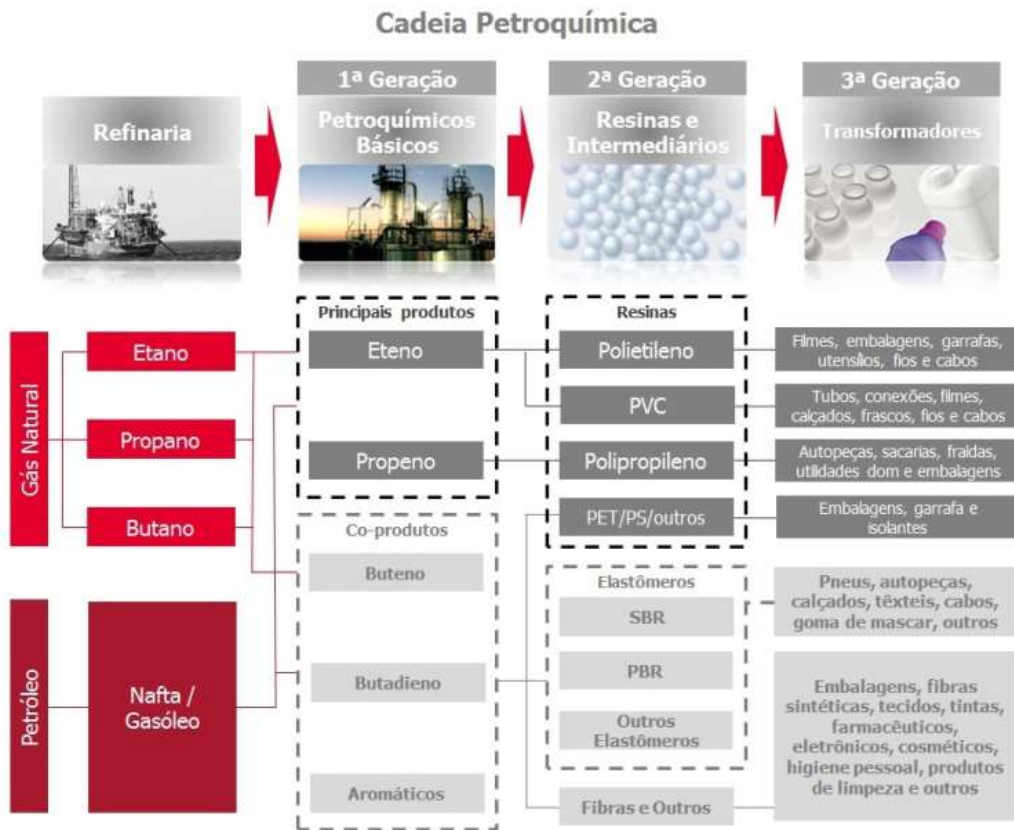 Cadeia Petroquímica
Refinaria
1ª Geração
Petroquímicos
Básicos
2ª Geração
Resinas e
Intermediários
3ª Geração
Transformadores
Gás Natural
Etano
Propano
Butano
Petróleo
Nafta /
Gasóleo
Principais produtos
Eteno
Propeno
Co-produtos
Buteno
Butadieno
Aromáticos
Resinas
Polietileno
PVC
Polipropileno
PET/PS/outros
Elastômeros
SBR
PBR
Outros
Elastômeros
Fibras e Outros
Filmes, embalagens, garrafas,
utensílios, fios e cabos
Tubos, conexões, filmes,
calçados, frascos, fios e cabos
Autopeças, sacarias, fraldas,
utilidades dom e embalagens
Embalagens, garrafa e
isolantes
Pneus, autopeças,
calçados, têxteis, cabos,
goma de mascar, outros
Embalagens, fibras
sintéticas, tecidos, tintas,
farmacêuticos,
eletrônicos, cosméticos,
higiene pessoal, produtos
de limpeza e outros